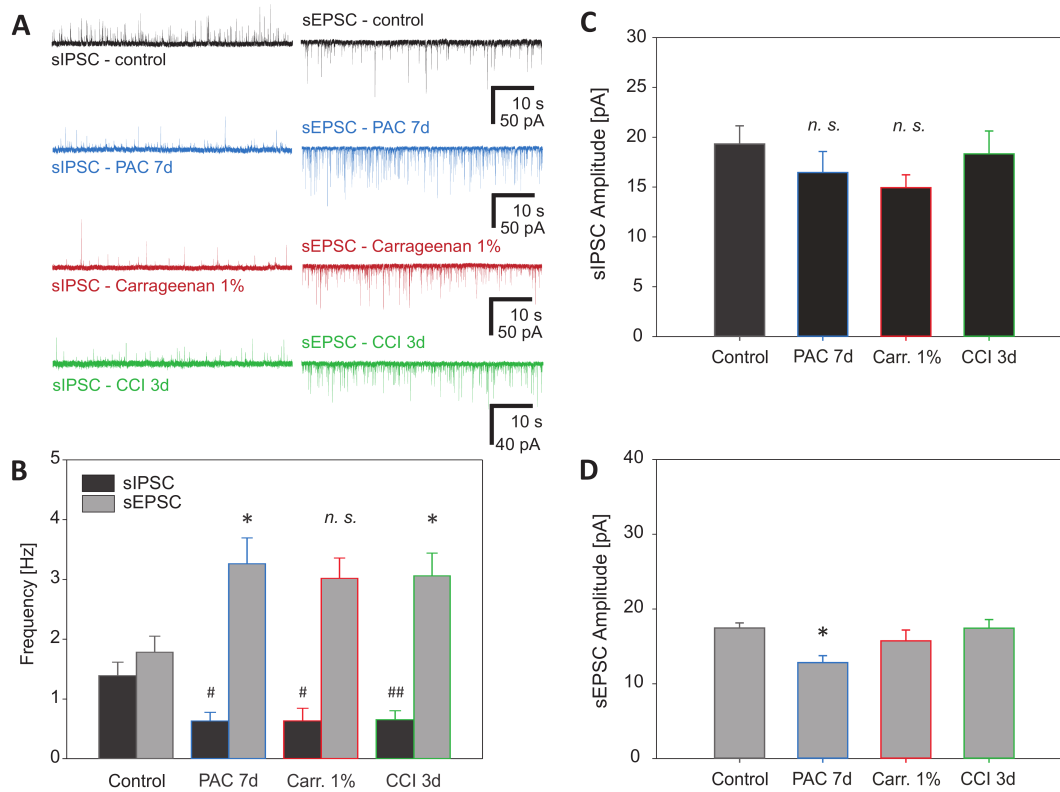 A
sEPSC - control
sIPSC - control
10 s
50 pA
sEPSC - PAC 7d
sIPSC - PAC 7d
10 s
50 pA
sEPSC - Carrageenan 1%
sIPSC - Carrageenan 1%
10 s
50 pA
sEPSC - CCI 3d
sIPSC - CCI 3d
10 s
40 pA
B
Frequency [Hz]
5
4
3
2
1
0
sIPSC
sEPSC
* n. s. *
# # ##
Control PAC 7d Carr. 1% CCI 3d
C
sIPSC Amplitude [pA]
30
25
20
15
10
5
0
n. s. n. s.
Control PAC 7d Carr. 1% CCI 3d
D
sEPSC Amplitude [pA]
40
30
20
10
0
*
Control PAC 7d Carr. 1% CCI 3d